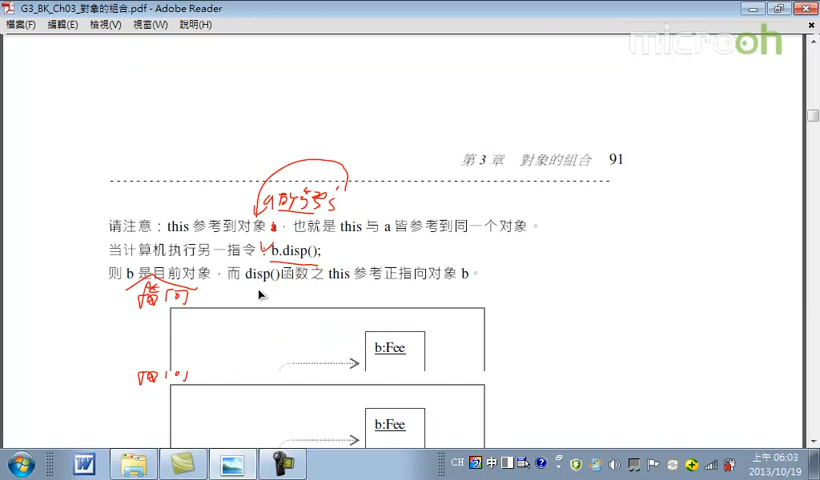 G3_BK_Ch03_對象的組合.pdf - Adobe Reader
檔案(F) 編輯(E) 檢視(V) 視窗(W) 說明(H)
microoh
第 3 章 對象的組合 91
请注意：this 参考到对象 a，也就是 this 与 a 皆参考到同一个对象。
当计算机执行另一指令：b.disp();
则 b 是目前对象，而 disp()函数之 this 参考正指向对象 b。
b:Fee
b:Fee
CH 中
上午 06:03
2013/10/19